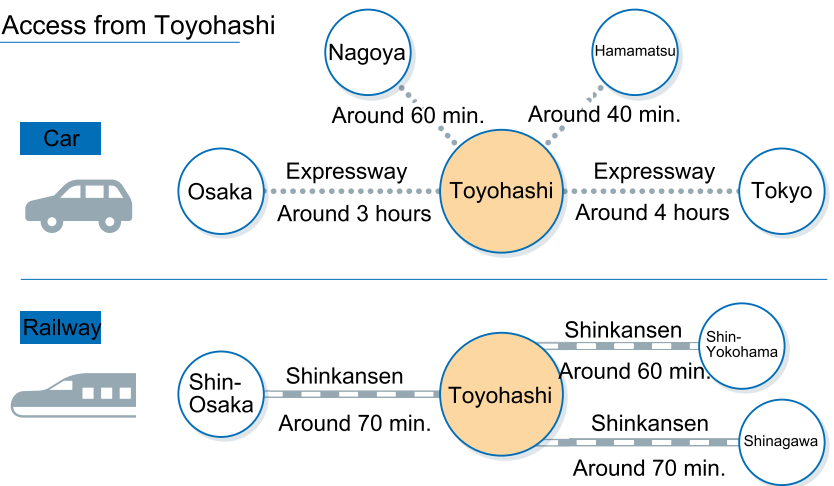 Access from Toyohashi
Nagoya
Hamamatsu
Around 60 min.
Around 40 min.
Car
Expressway
Expressway
Osaka
Toyohashi
Tokyo
Around 3 hours
Around 4 hours
Railway
Shinkansen
Shin-
Yokohama
Around 60 min.
Shinkansen
Shin-
Osaka
Toyohashi
Around 70 min.
Shinkansen
Shinagawa
Around 70 min.